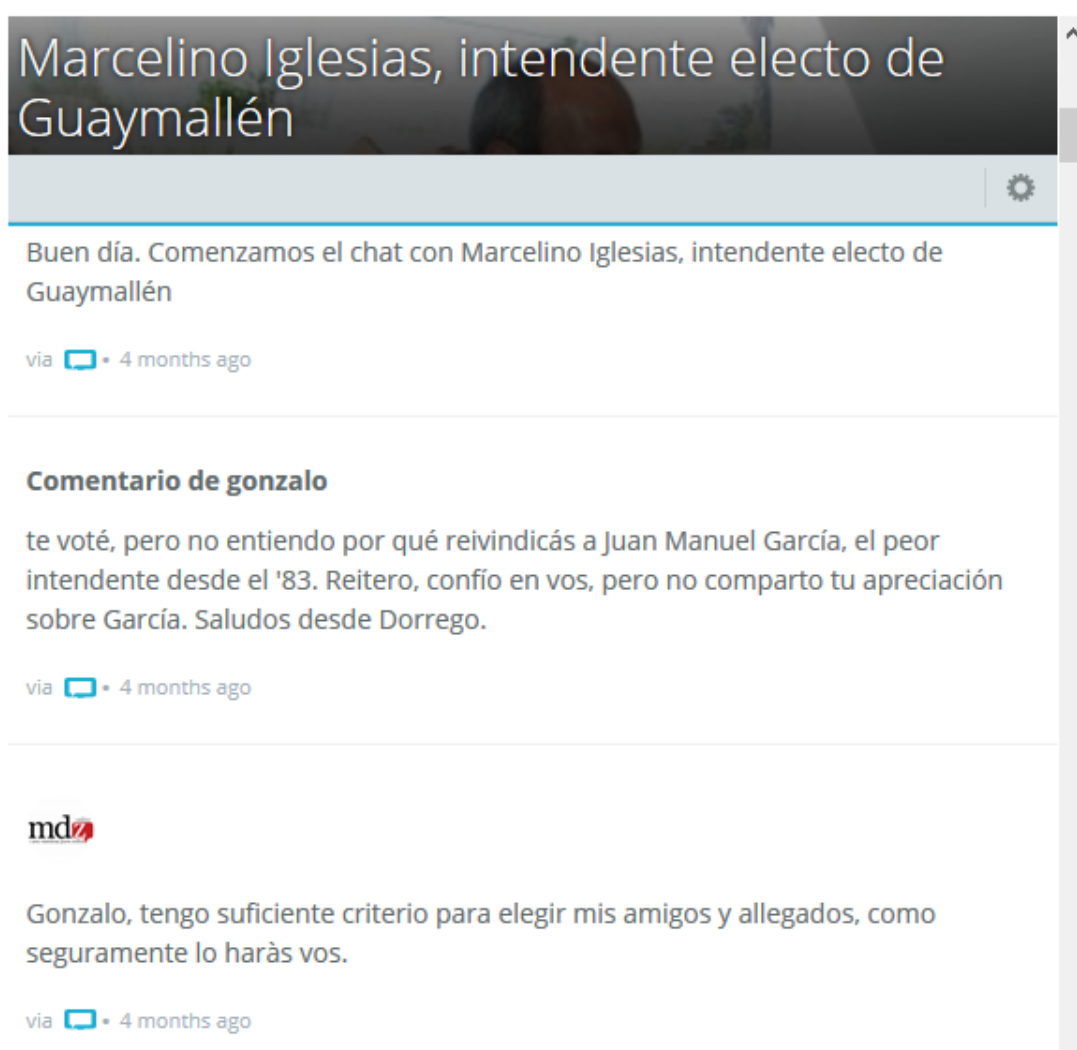 Marcelino Iglesias, intendente electo de
Guaymallén
Buen día. Comenzamos el chat con Marcelino Iglesias, intendente electo de
Guaymallén
via • 4 months ago
Comentario de gonzalo
te voté, pero no entiendo por qué reivindicás a Juan Manuel García, el peor
intendente desde el '83. Reitero, confío en vos, pero no comparto tu apreciación
sobre García. Saludos desde Dorrego.
via • 4 months ago
mdz
Gonzalo, tengo suficiente criterio para elegir mis amigos y allegados, como
seguramente lo haràs vos.
via • 4 months ago